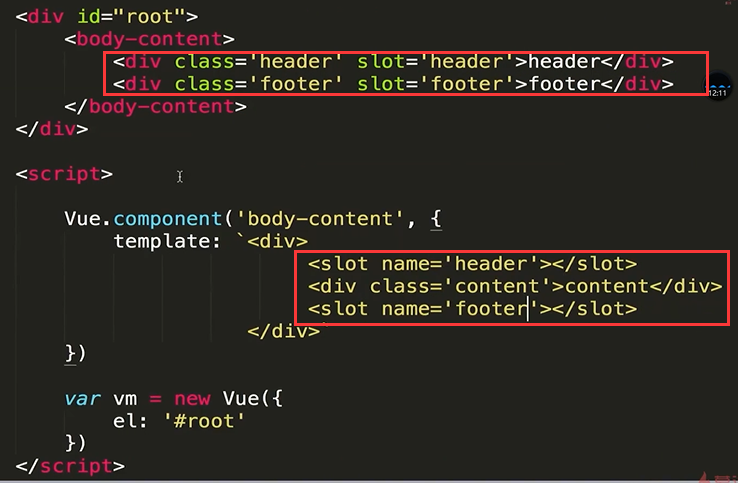 <div id="root">
<body-content>
<div class='header' slot='header'>header</div>
<div class='footer' slot='footer'>footer</div>
</body-content>
</div>
<script>
Vue.component('body-content', {
template: `<div>
<slot name='header'></slot>
<div class='content'>content</div>
<slot name='footer'></slot>
</div>`
})
var vm = new Vue({
el: '#root'
})
</script>
12:11